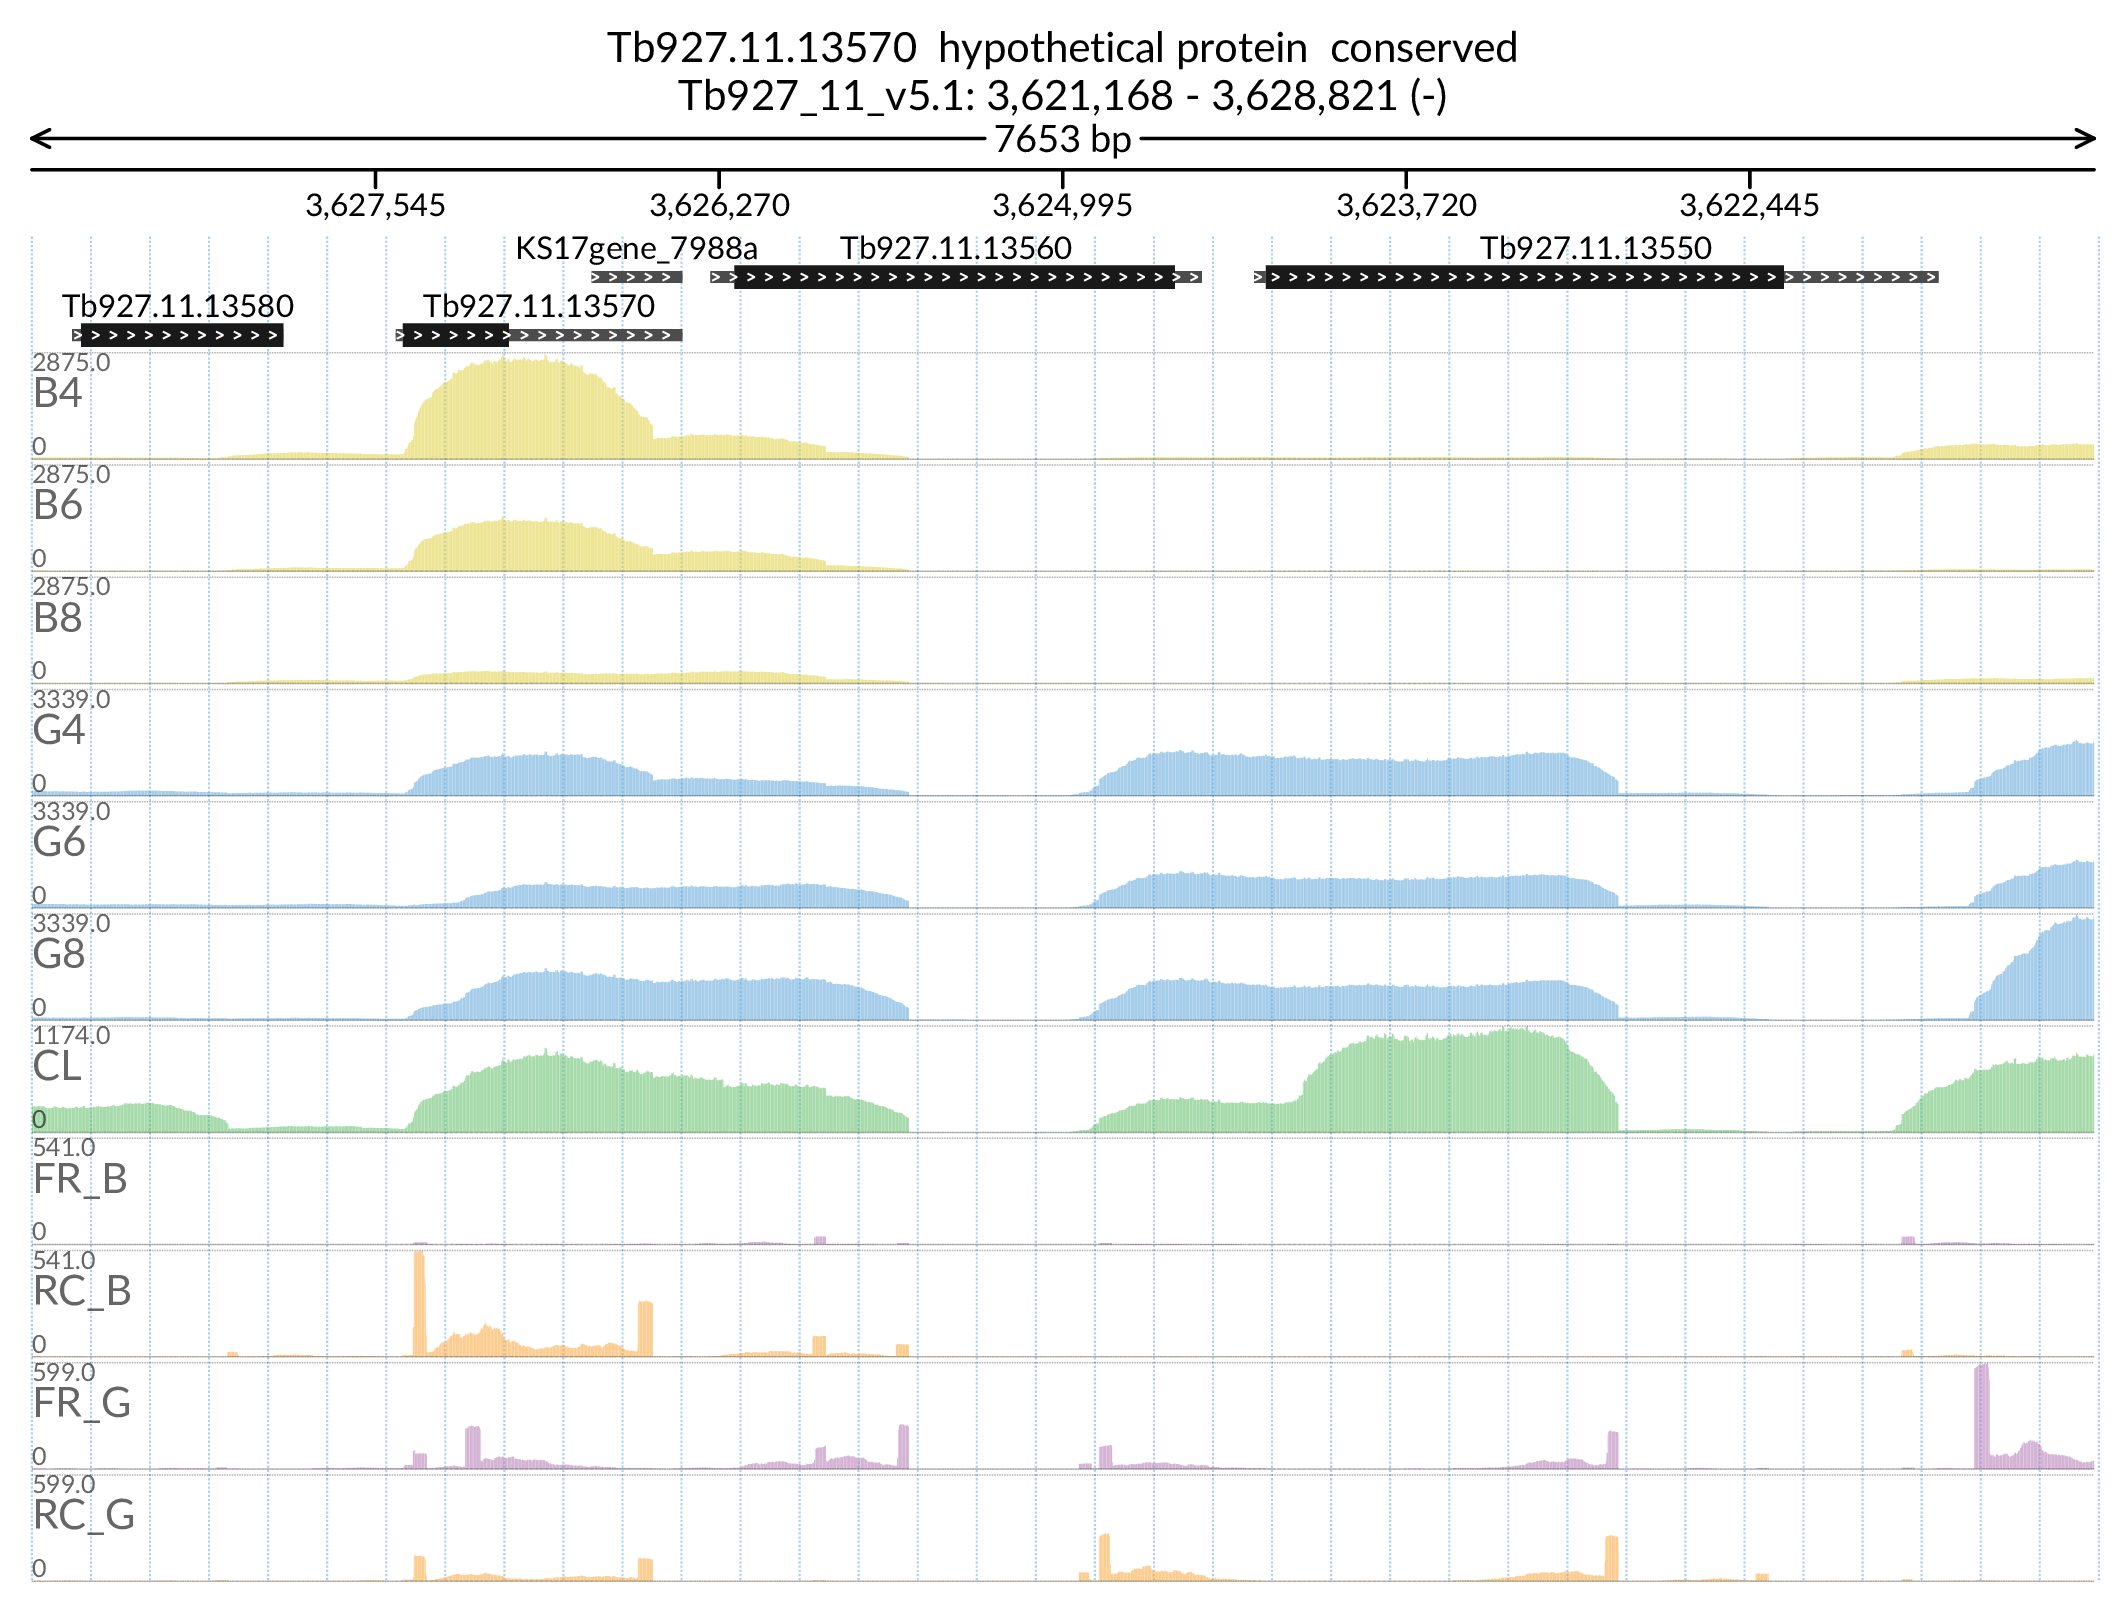 Tb927.11.13570  hypothetical protein  conserved
Tb927_11_v5.1: 3,621,168 - 3,628,821 (-)
7653 bp
3,627,545 3,626,270 3,624,995 3,623,720 3,622,445
KS17gene_7988a Tb927.11.13560 Tb927.11.13550
Tb927.11.13580 Tb927.11.13570
2875.0
B4
0
2875.0
B6
0
2875.0
B8
0
3339.0
G4
0
3339.0
G6
0
3339.0
G8
0
1174.0
CL
0
541.0
FR_B
0
541.0
RC_B
0
599.0
FR_G
0
599.0
RC_G
0